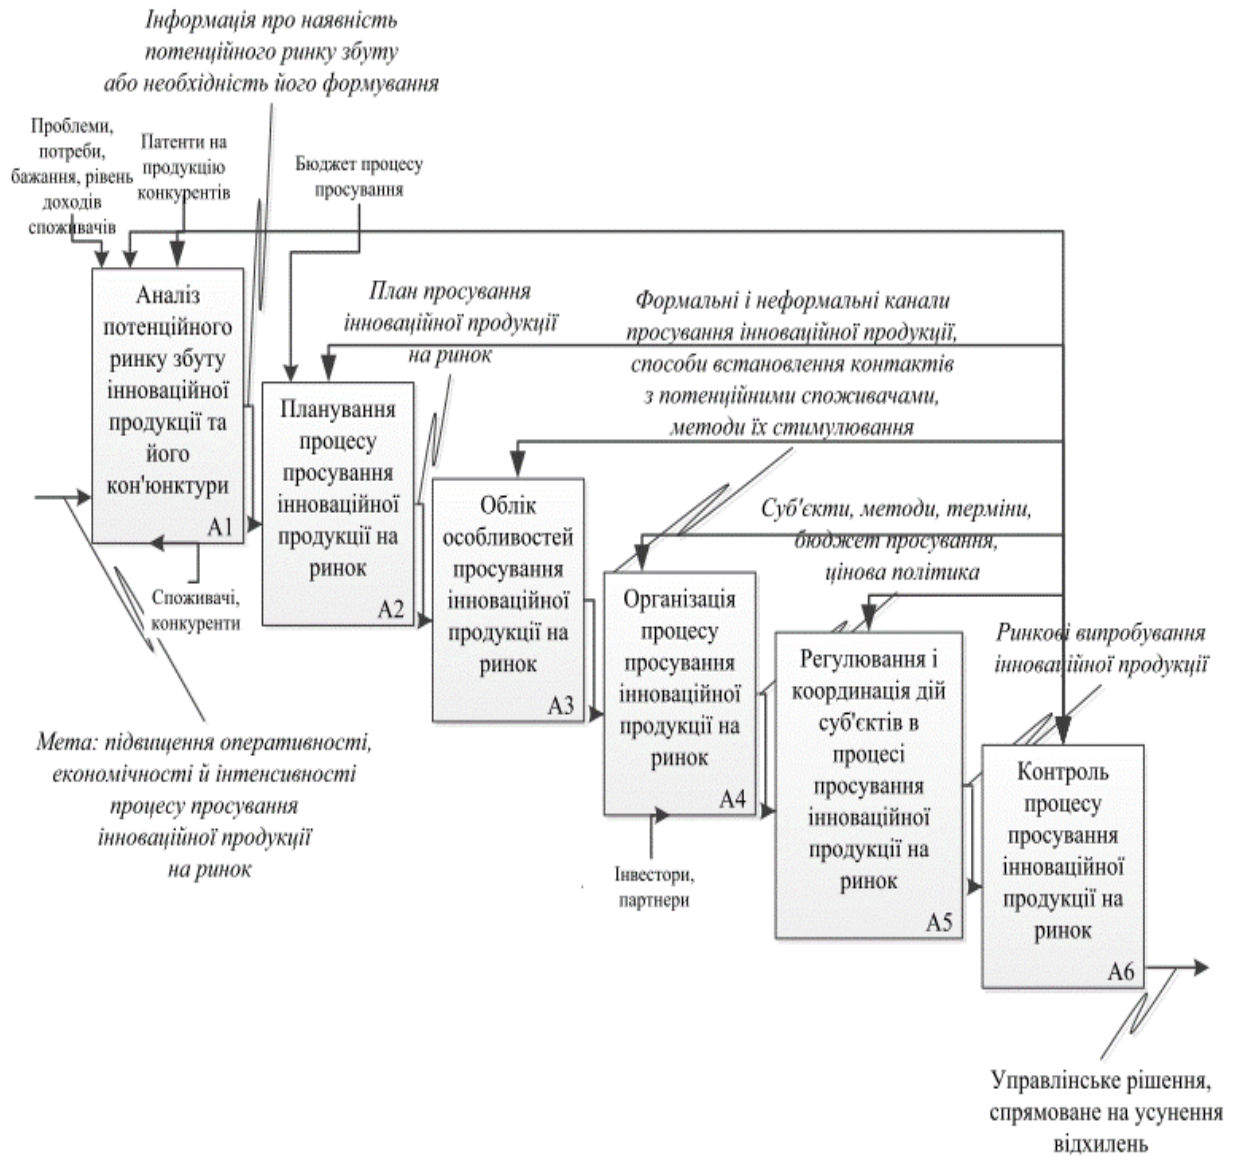 Інформація про наявність
потенційного ринку збуту
або необхідність його формування
Проблеми,
потреби,
бажання, рівень
доходів
споживачів
Патенти на
продукцію
конкурентів
Бюджет процесу
просування
Аналіз
потенційного
ринку збуту
інноваційної
продукції та
його
кон'юнктури
А1
План просування
інноваційної продукції
на ринок
Формальні і неформальні канали
просування інноваційної продукції,
способи встановлення контактів
з потенційними споживачами,
методи їх стимулювання
Планування
процесу
просування
інноваційної
продукції на
ринок
А2
Облік
особливостей
просування
інноваційної
продукції на
ринок
А3
Суб'єкти, методи, терміни,
бюджет просування,
цінова політика
Споживачі,
конкуренти
Організація
процесу
просування
інноваційної
продукції на
ринок
А4
Ринкові випробування
інноваційної продукції
Регулювання і
координація дій
суб'єктів в
процесі
просування
інноваційної
продукції на
ринок
А5
Мета: підвищення оперативності,
економічності й інтенсивності
процесу просування
інноваційної продукції
на ринок
Інвестори,
партнери
Контроль
процесу
просування
інноваційної
продукції на
ринок
А6
Управлінське рішення,
спрямоване на усунення
відхилень